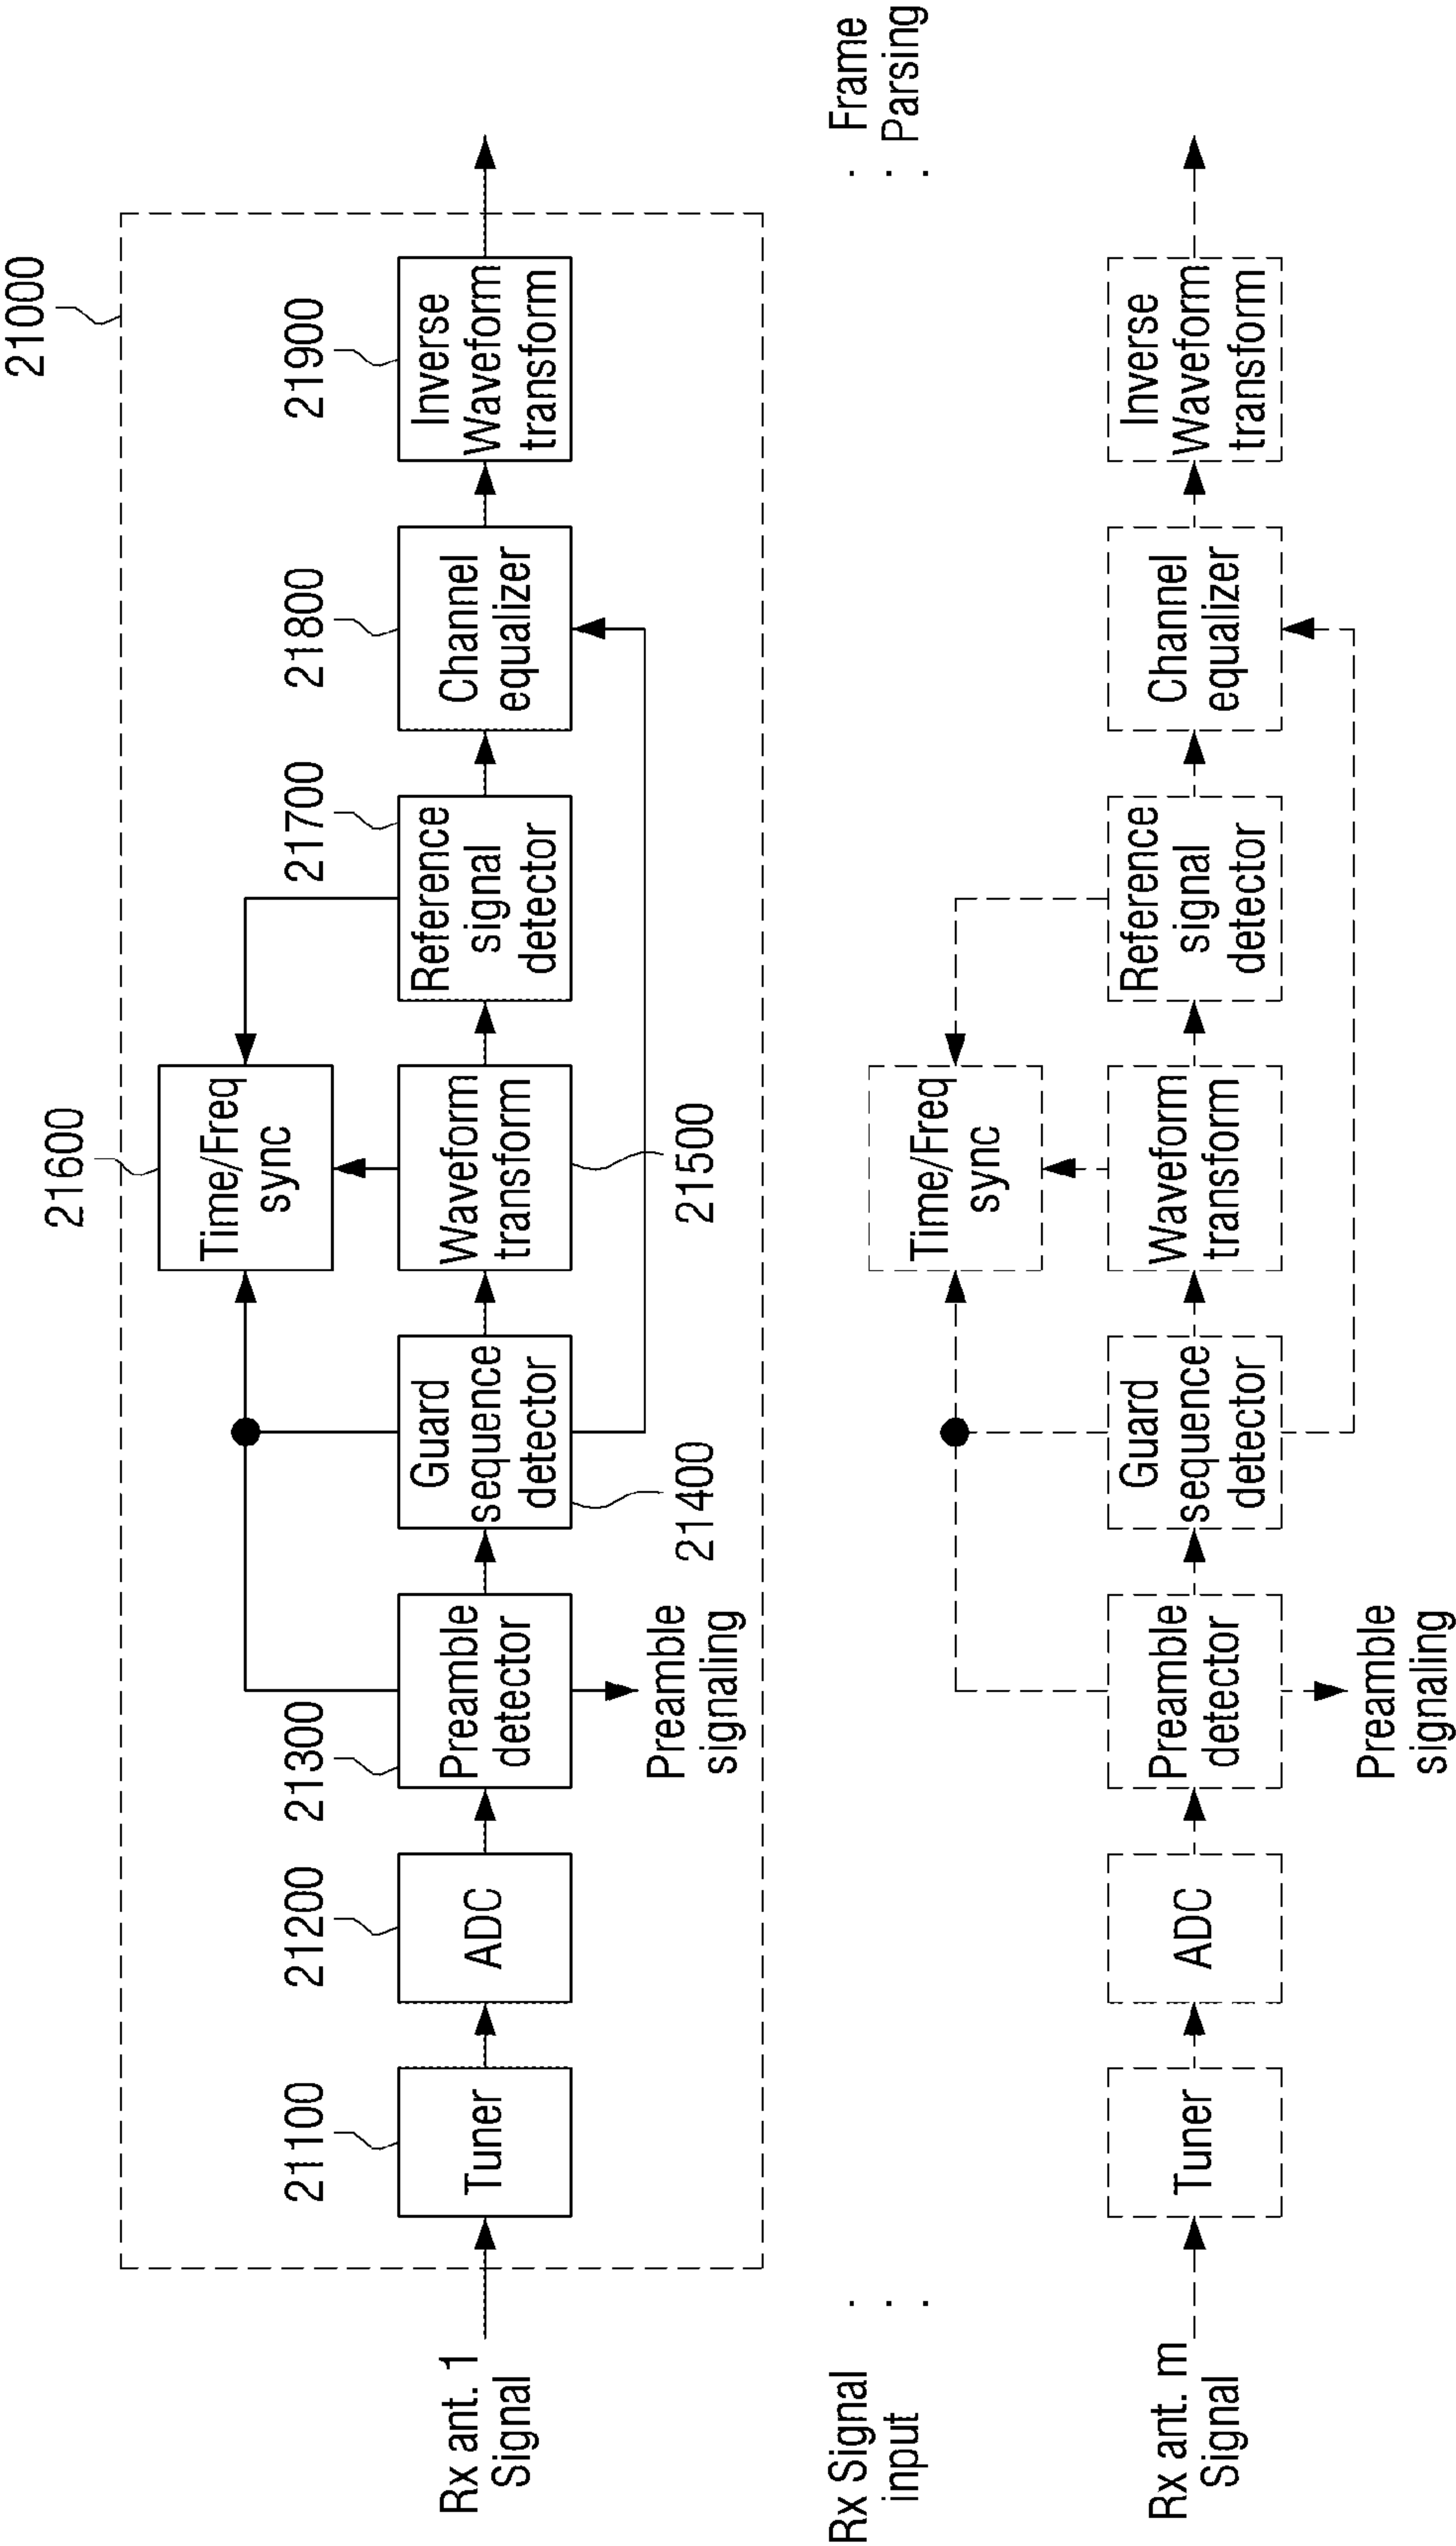 21000
21600
Time/Freq
sync
21100
21200
21300
21700
21800
21900
Rx ant. 1
Signal
Tuner
ADC
Preamble
detector
Guard
sequence
detector
Waveform
transform
Reference
signal
detector
Channel
equalizer
Inverse
Waveform
transform
Preamble
signaling
21400
21500
Rx Signal
input
Frame
Parsing
Time/Freq
sync
Rx ant. m
Signal
Tuner
ADC
Preamble
detector
Guard
sequence
detector
Waveform
transform
Reference
signal
detector
Channel
equalizer
Inverse
Waveform
transform
Preamble
signaling